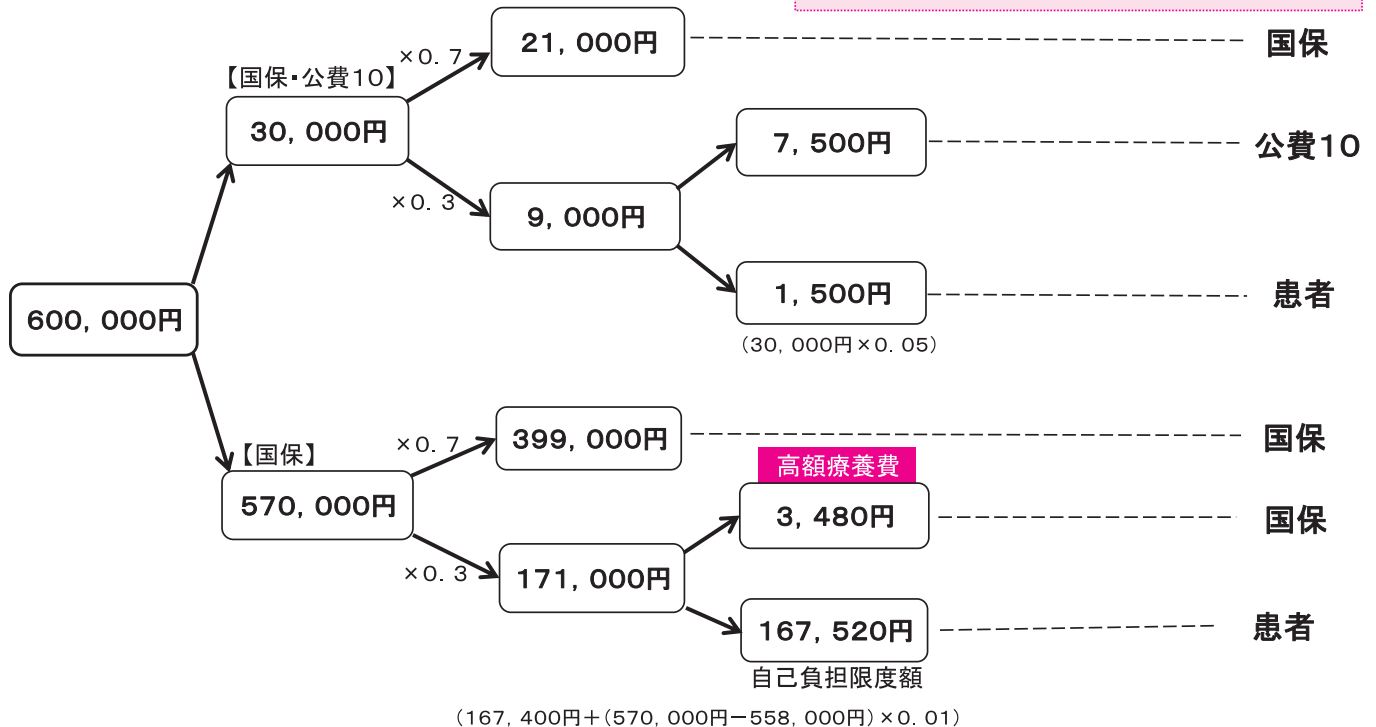 21，000円
国保
×0．7
【国保・公費10】
30，000円
7，500円
公費10
×0．3
9，000円
1，500円
患者
（30，000円×0．05）
600，000円
399，000円
国保
×0．7
【国保】
高額療養費
570，000円
3，480円
国保
×0．3
171，000円
167，520円
患者
自己負担限度額
（167，400円＋（570，000円－558，000円）×0．01）